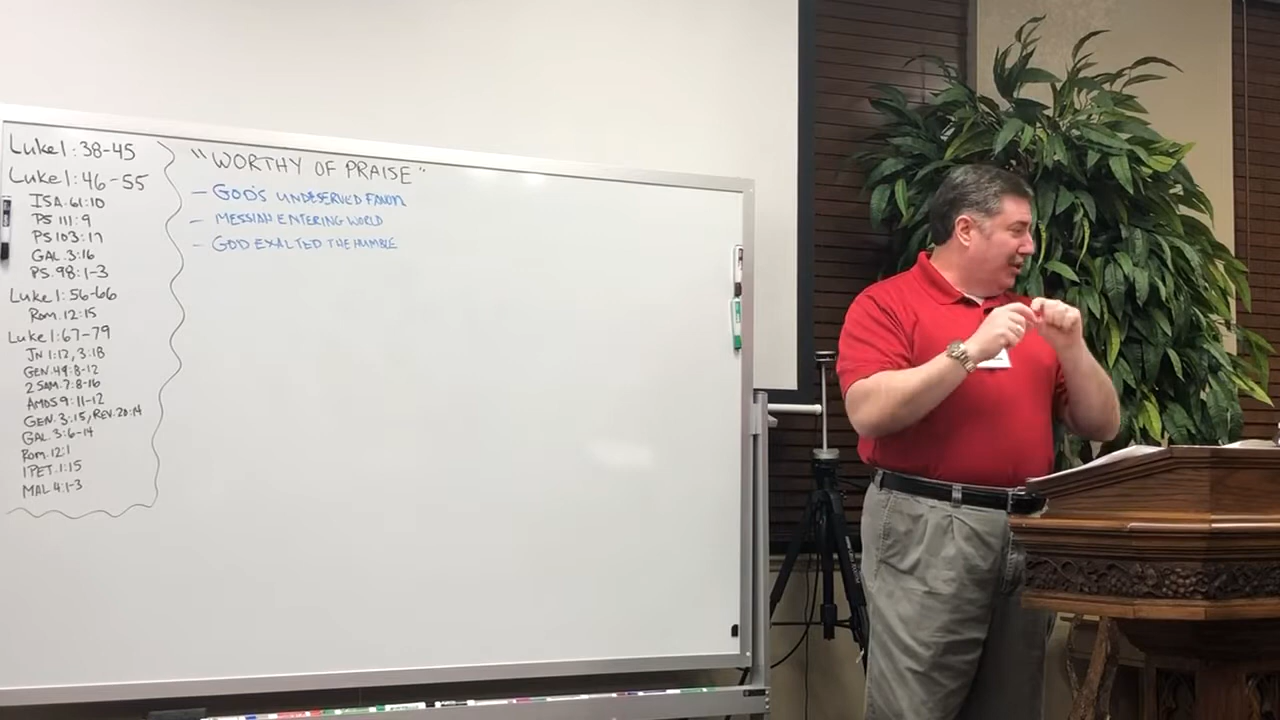 Luke 1:38-45
Luke 1:46-55
ISA. 61:10
PS 111:9
PS 103:17
GAL. 3:16
PS. 98:1-3
Luke 1:56-66
Rom. 12:15
Luke 1:67-79
JN 1:12, 3:18
GEN. 49:8-12
2 SAM. 7:8-16
AMOS 9:11-12
GEN. 3:15, REV. 20:14
GAL. 3:6-14
Rom. 12:1
1 PET. 1:15
MAL 4:1-3
"WORTHY OF PRAISE"
- GOD'S UNDESERVED FAVOR
- MESSIAH ENTERING WORLD
- GOD EXALTED THE HUMBLE